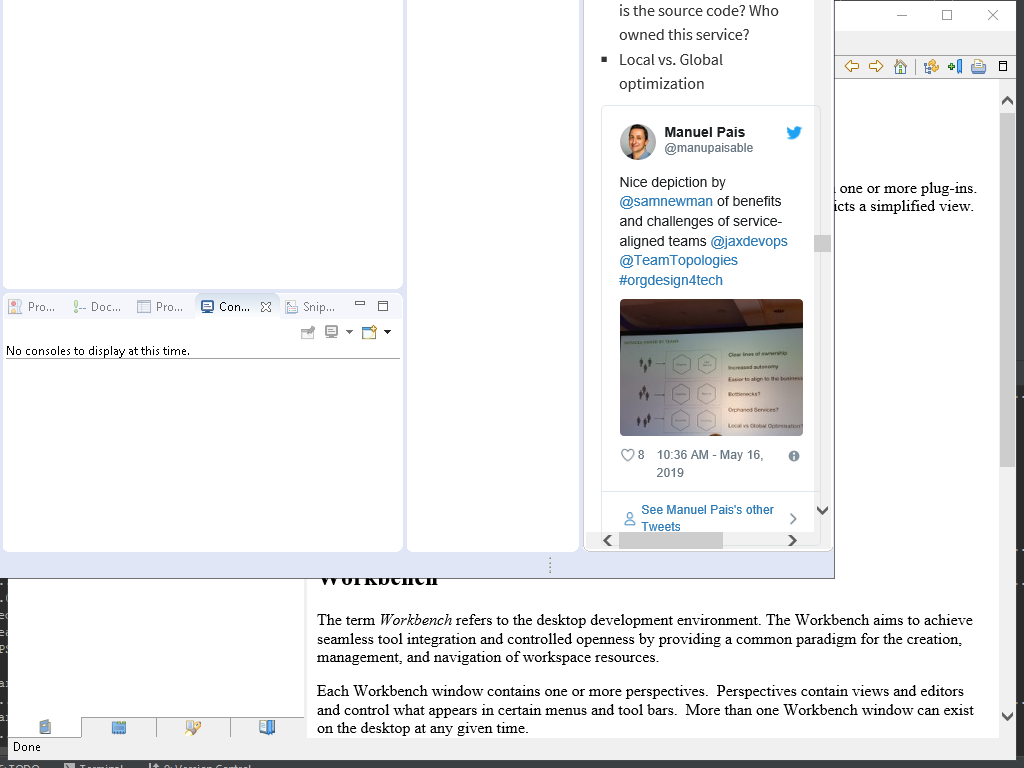 is the source code? Who
owned this service?
Local vs. Global
optimization
Manuel Pais
@manupaisable
Nice depiction by
@samnewman of benefits
and challenges of service-
aligned teams @jaxdevops
@TeamTopologies
#orgdesign4tech
Clear lines of ownership
Increased autonomy
Easier to align to the business
Bottlenecks?
Orphaned Services?
Local vs Global Optimisation?
8 10:36 AM - May 16,
2019
See Manuel Pais's other
Tweets
one or more plug-ins.
icts a simplified view.
Pro... Doc... Pro... Con... Snip...
No consoles to display at this time.
Workbench
The term Workbench refers to the desktop development environment. The Workbench aims to achieve
seamless tool integration and controlled openness by providing a common paradigm for the creation,
management, and navigation of workspace resources.
Each Workbench window contains one or more perspectives.  Perspectives contain views and editors
and control what appears in certain menus and tool bars.  More than one Workbench window can exist
on the desktop at any given time.
Done
TODO Terminal 9: Version Control